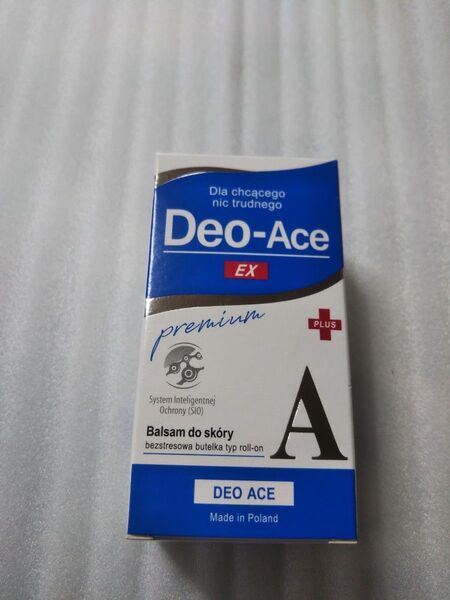 Dla chcącego
nic trudnego
Deo-Ace
EX
premium
PLUS
System Inteligentnej
Ochrony (SIO)
A
Balsam do skóry
bezstresowa butelka typ roll-on
DEO ACE
Made in Poland